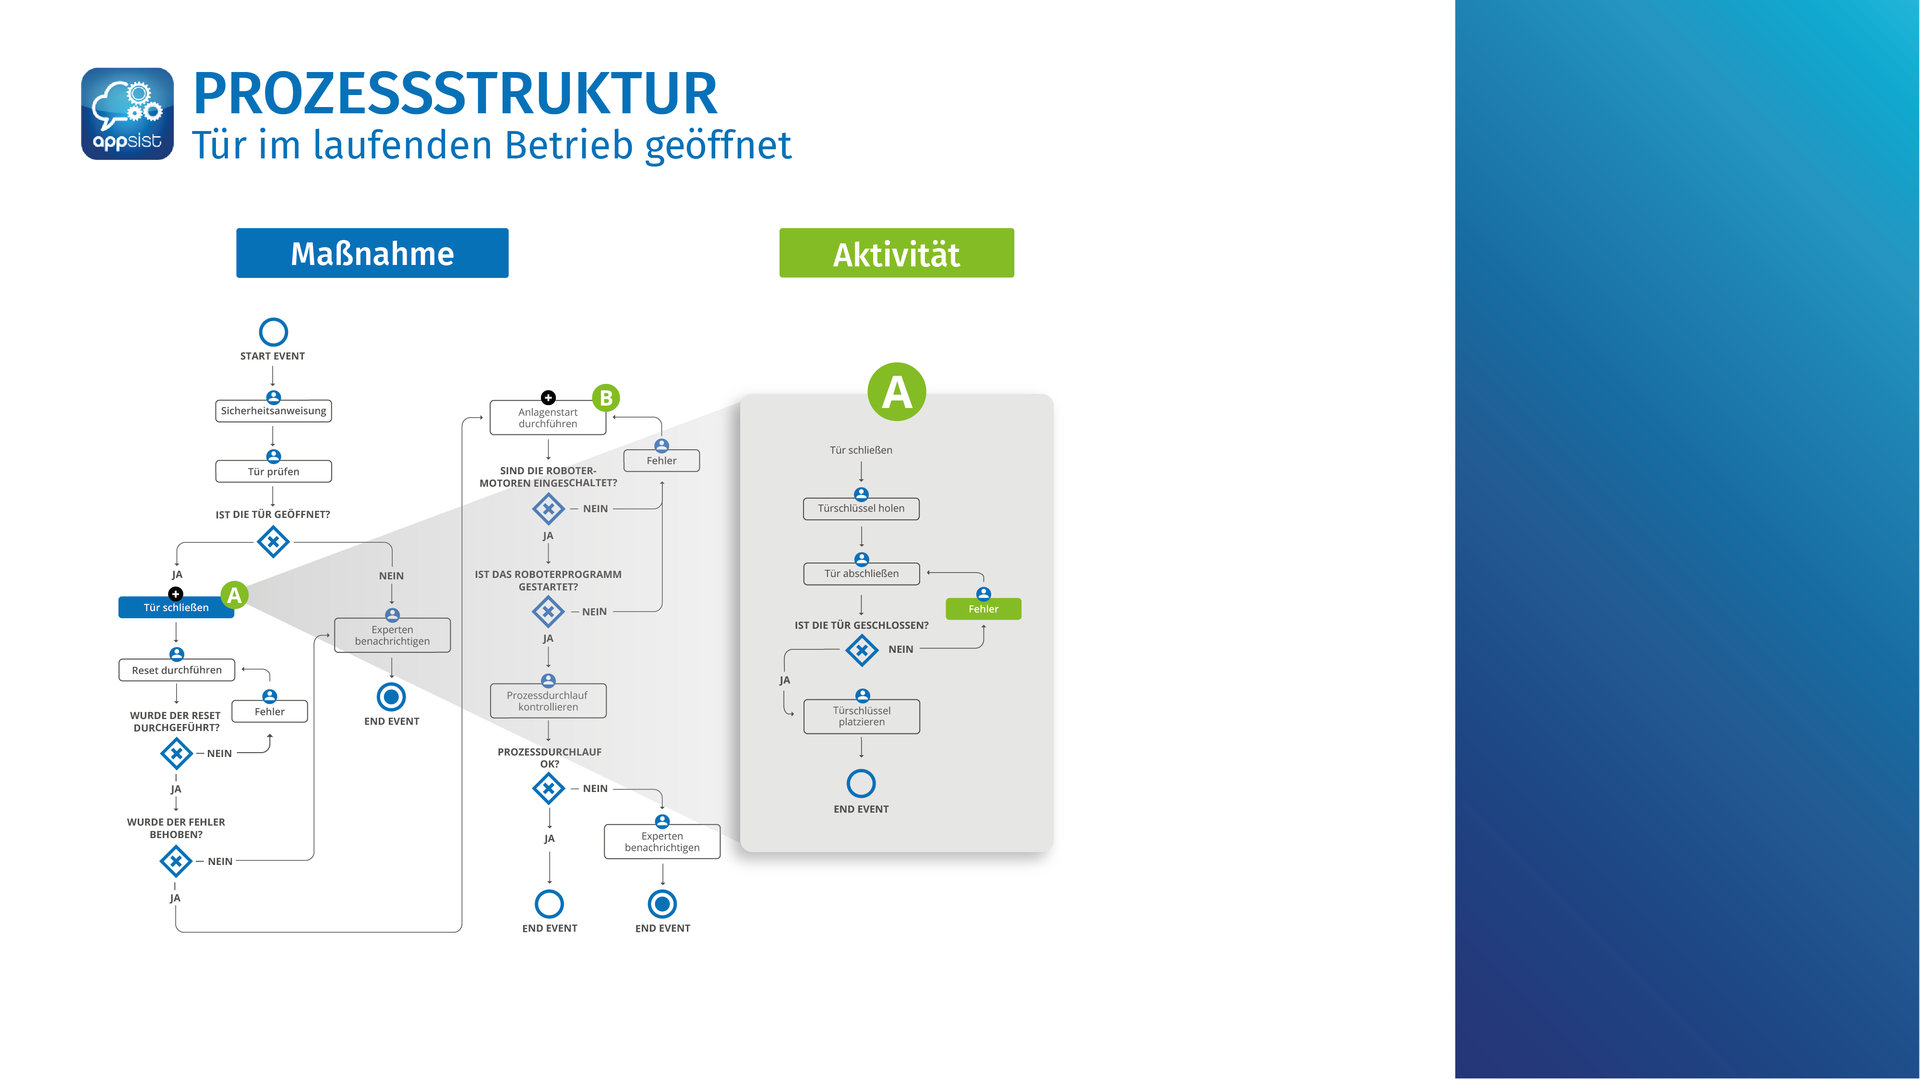 appsist
PROZESSSTRUKTUR
Tür im laufenden Betrieb geöffnet
Maßnahme
START EVENT
Sicherheitsanweisung
Tür prüfen
IST DIE TÜR GEÖFFNET?
JA
NEIN
Tür schließen
A
Experten
benachrichtigen
END EVENT
Reset durchführen
Fehler
WURDE DER RESET
DURCHGEFÜHRT?
NEIN
JA
WURDE DER FEHLER
BEHOBEN?
NEIN
JA
B
Anlagenstart
durchführen
Fehler
SIND DIE ROBOTER-
MOTOREN EINGESCHALTET?
NEIN
JA
IST DAS ROBOTERPROGRAMM
GESTARTET?
NEIN
JA
Prozessdurchlauf
kontrollieren
PROZESSDURCHLAUF
OK?
NEIN
JA
Experten
benachrichtigen
END EVENT
END EVENT
Aktivität
A
Tür schließen
Türschlüssel holen
Tür abschließen
Fehler
IST DIE TÜR GESCHLOSSEN?
NEIN
JA
Türschlüssel
platzieren
END EVENT